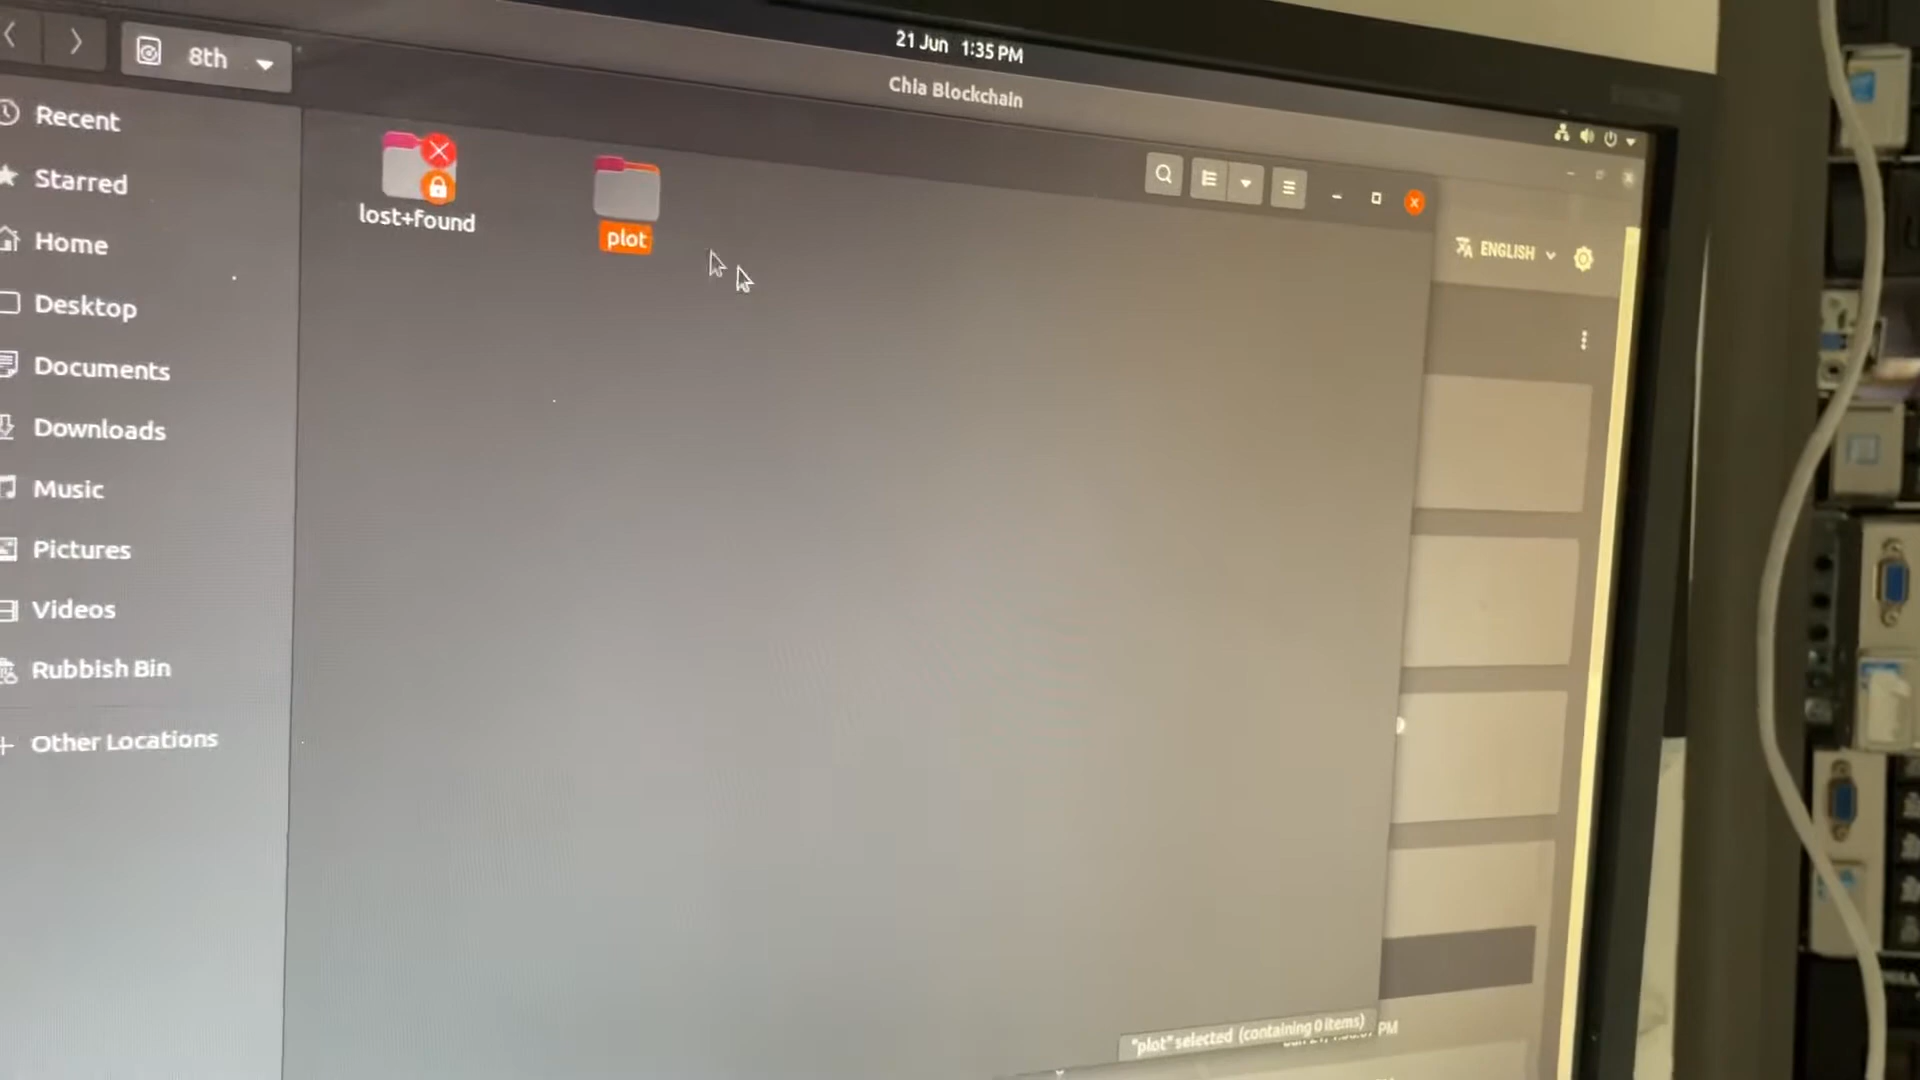 21 Jun 1:35 PM
Chia Blockchain
8th
Recent
Starred
Home
Desktop
Documents
Downloads
Music
Pictures
Videos
Rubbish Bin
Other Locations
lost+found
plot
ENGLISH
"plot" selected (containing 0 items)
PM